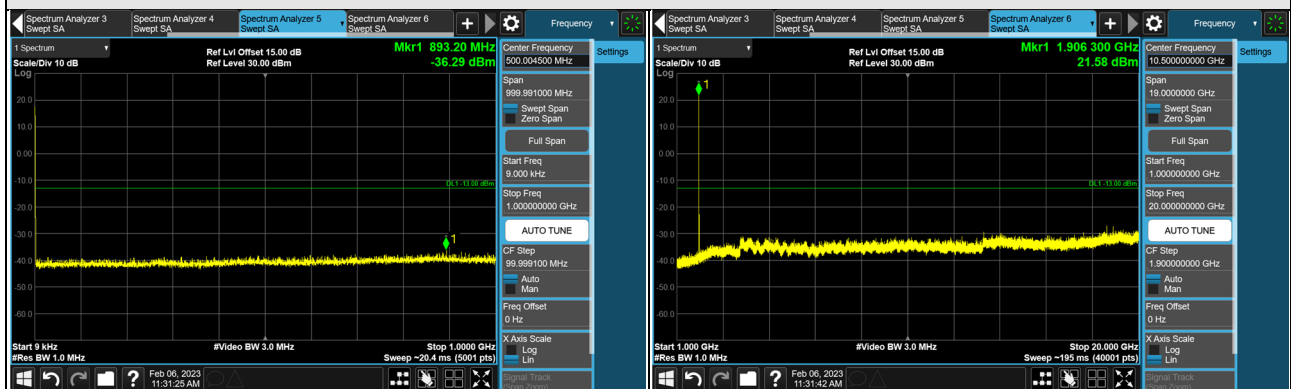 Spectrum Analyzer 3
Swept SA
Spectrum Analyzer 4
Swept SA
Spectrum Analyzer 5
Swept SA
Spectrum Analyzer 6
Swept SA
+
Frequency
1 Spectrum
Scale/Div 10 dB
Log
Ref Lvl Offset 15.00 dB
Ref Level 30.00 dBm
Mkr1 893.20 MHz
-36.29 dBm
20.0
10.0
0.00
-10.0
-20.0
-30.0
-40.0
-50.0
-60.0
DL1 -13.00 dBm
1
Start 9 kHz
#Res BW 1.0 MHz
#Video BW 3.0 MHz
Stop 1.0000 GHz
Sweep ~20.4 ms (5001 pts)
Center Frequency
500.004500 MHz
Settings
Span
999.991000 MHz
Swept Span
Zero Span
Full Span
Start Freq
9.000 kHz
Stop Freq
1.000000000 GHz
AUTO TUNE
CF Step
99.999100 MHz
Auto
Man
Freq Offset
0 Hz
X Axis Scale
Log
Lin
Signal Track
(Span Zoom)
?
Feb 06, 2023
11:31:25 AM
Spectrum Analyzer 3
Swept SA
Spectrum Analyzer 4
Swept SA
Spectrum Analyzer 5
Swept SA
Spectrum Analyzer 6
Swept SA
+
Frequency
1 Spectrum
Scale/Div 10 dB
Log
Ref Lvl Offset 15.00 dB
Ref Level 30.00 dBm
Mkr1 1.906 300 GHz
21.58 dBm
1
20.0
10.0
0.00
-10.0
-20.0
-30.0
-40.0
-50.0
-60.0
DL1 -13.00 dBm
Start 1.000 GHz
#Res BW 1.0 MHz
#Video BW 3.0 MHz
Stop 20.000 GHz
Sweep ~195 ms (40001 pts)
Center Frequency
10.500000000 GHz
Settings
Span
19.0000000 GHz
Swept Span
Zero Span
Full Span
Start Freq
1.000000000 GHz
Stop Freq
20.000000000 GHz
AUTO TUNE
CF Step
1.900000000 GHz
Auto
Man
Freq Offset
0 Hz
X Axis Scale
Log
Lin
Signal Track
(Span Zoom)
?
Feb 06, 2023
11:31:42 AM